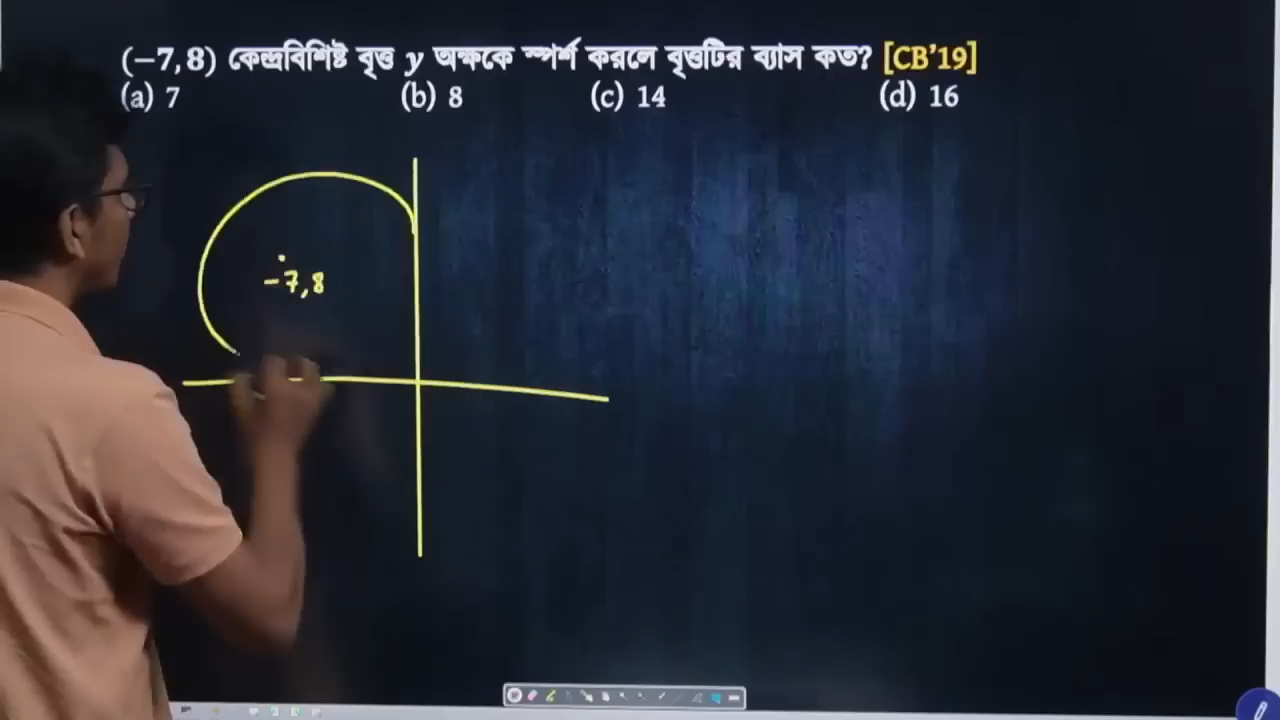 (−7, 8) কেন্দ্রবিশিষ্ট বৃত্ত y অক্ষকে স্পর্শ করলে বৃত্তটির ব্যাস কত? [CB’19]
(a) 7 (b) 8 (c) 14 (d) 16
−7, 8